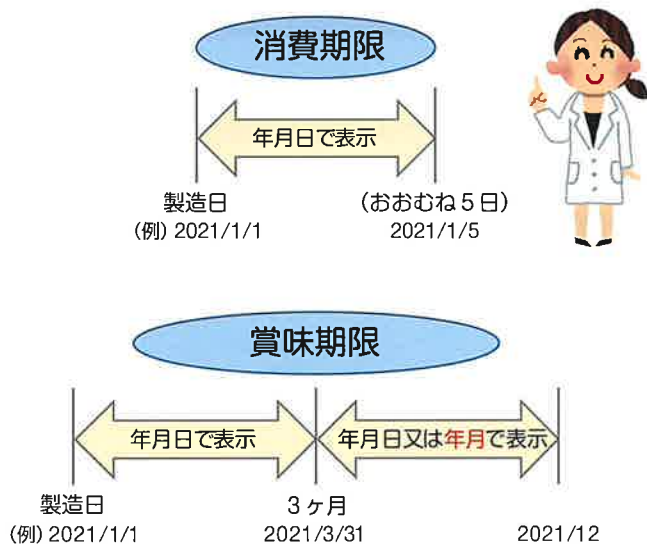 消費期限
年月日で表示
製造日
(おおむね5日)
(例) 2021/1/1
2021/1/5
賞味期限
年月日で表示
年月日又は年月で表示
製造日
3ヶ月
(例) 2021/1/1
2021/3/31
2021/12